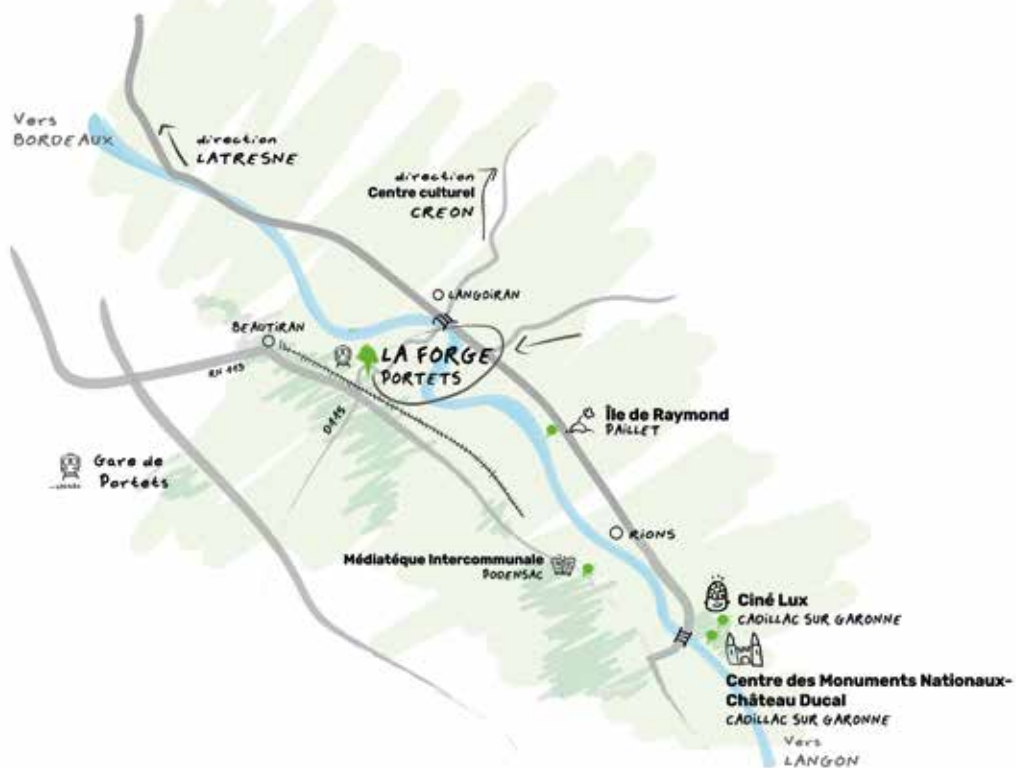 Vers
BORDEAUX
direction
LATRESNE
direction
Centre culturel
CREON
LANGOIRAN
BEAUTIRAN
LA FORGE
PORTETS
RN 113
D115
Île de Raymond
PAILLET
Gare de
Portets
RIONS
Médiatéque Intercommunale
PODENSAC
Ciné Lux
CADILLAC SUR GARONNE
Centre des Monuments Nationaux-
Château Ducal
CADILLAC SUR GARONNE
Vers
LANGON